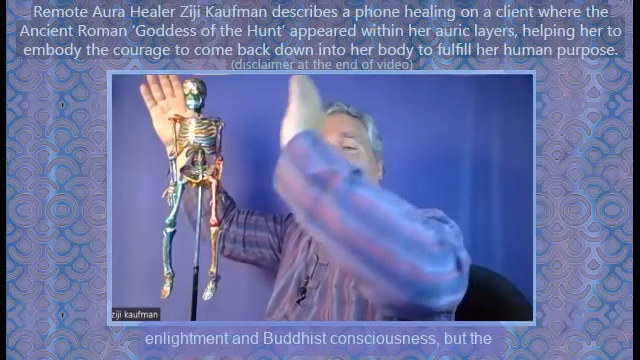 Remote Aura Healer Ziji Kaufman describes a phone healing on a client where the
Ancient Roman ‘Goddess of the Hunt’ appeared within her auric layers, helping her to
embody the courage to come back down into her body to fulfill her human purpose.
(disclaimer at the end of video)
ziji kaufman
enlightment and Buddhist consciousness, but the